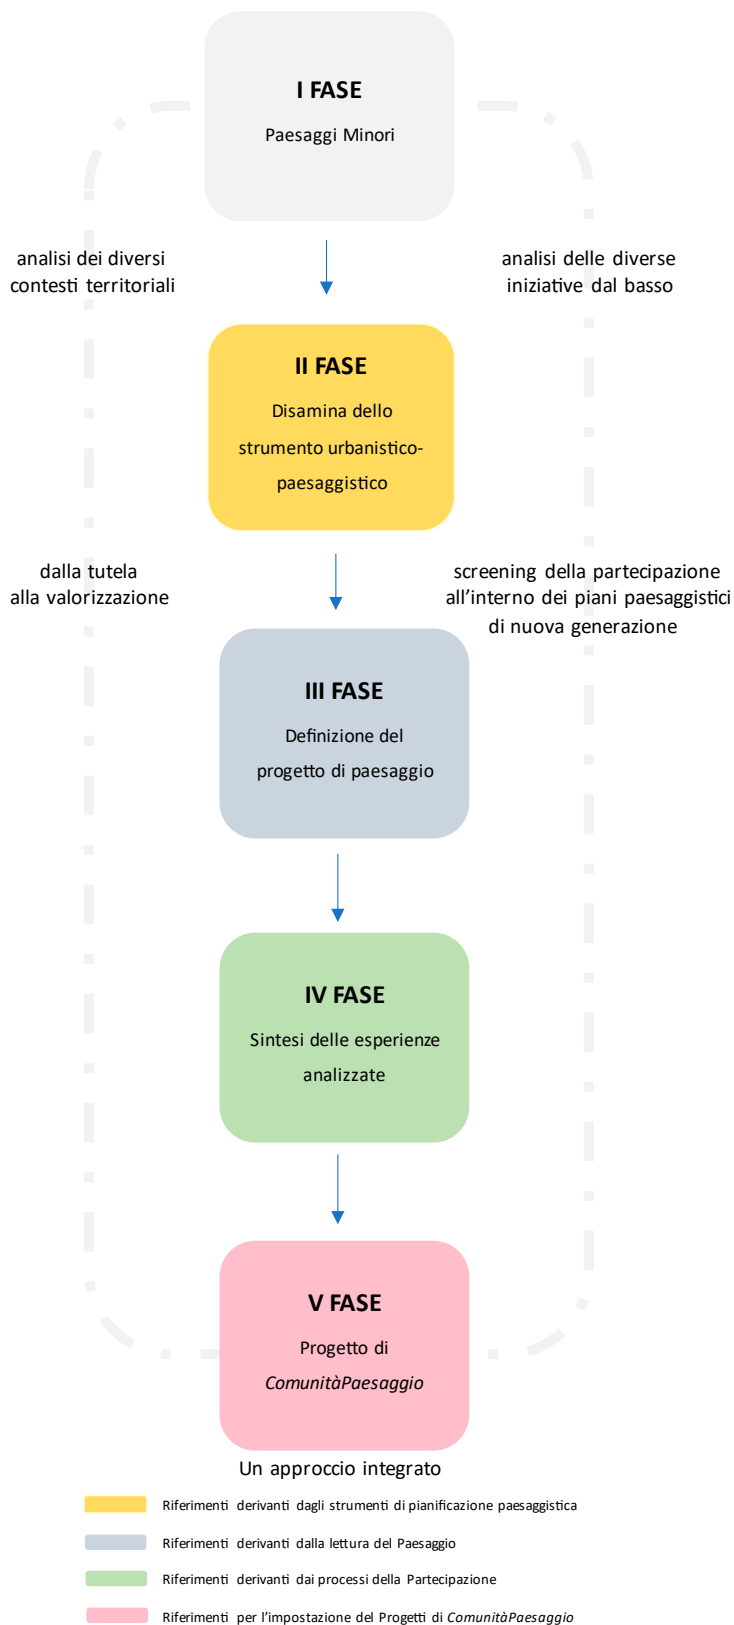 I FASE
Paesaggi Minori
analisi dei diversi
contesti territoriali
analisi delle diverse
iniziative dal basso
II FASE
Disamina dello
strumento urbanistico-
paesaggistico
dalla tutela
alla valorizzazione
screening della partecipazione
all'interno dei piani paesaggistici
di nuova generazione
III FASE
Definizione del
progetto di paesaggio
IV FASE
Sintesi delle esperienze
analizzate
V FASE
Progetto di
ComunitàPaesaggio
Un approccio integrato
Riferimenti derivanti dagli strumenti di pianificazione paesaggistica
Riferimenti derivanti dalla lettura del Paesaggio
Riferimenti derivanti dai processi della Partecipazione
Riferimenti per l'impostazione del Progetti di ComunitàPaesaggio